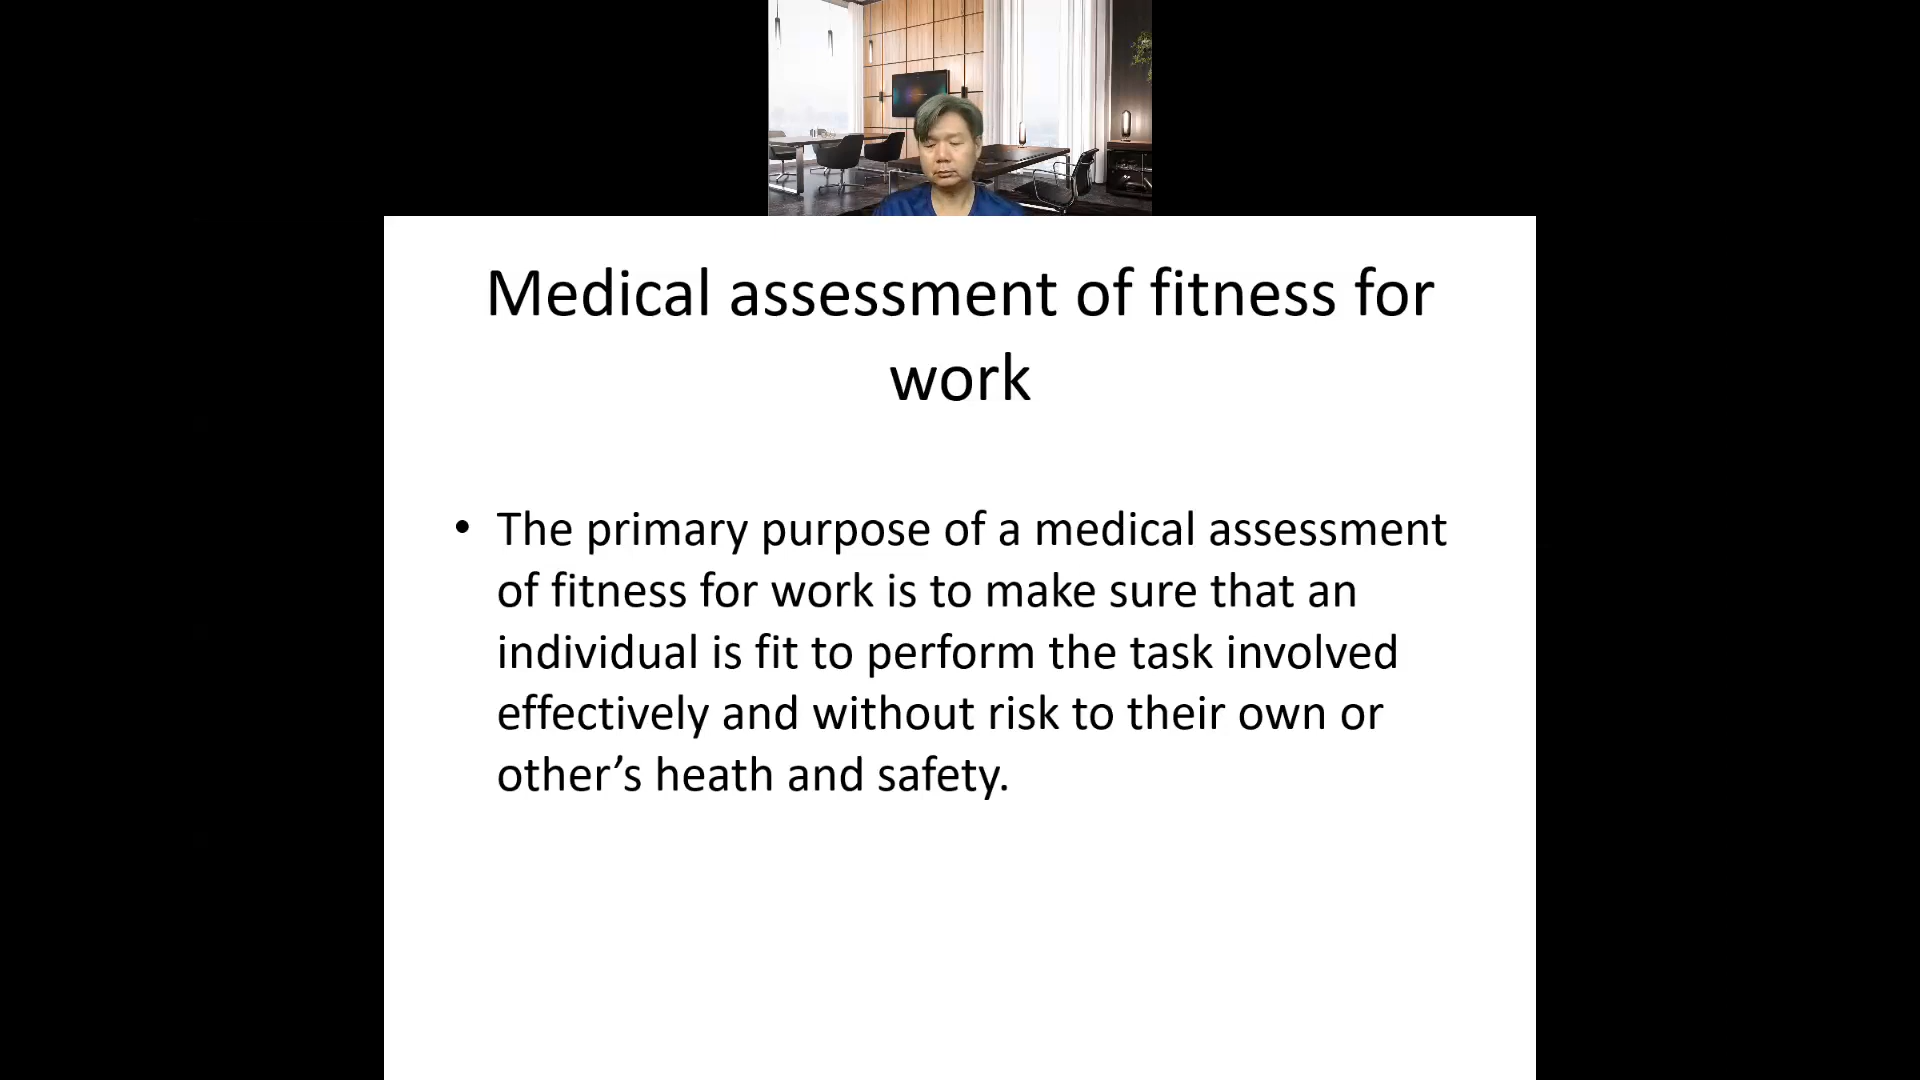 Medical assessment of fitness for
work
• The primary purpose of a medical assessment
of fitness for work is to make sure that an
individual is fit to perform the task involved
effectively and without risk to their own or
other’s heath and safety.